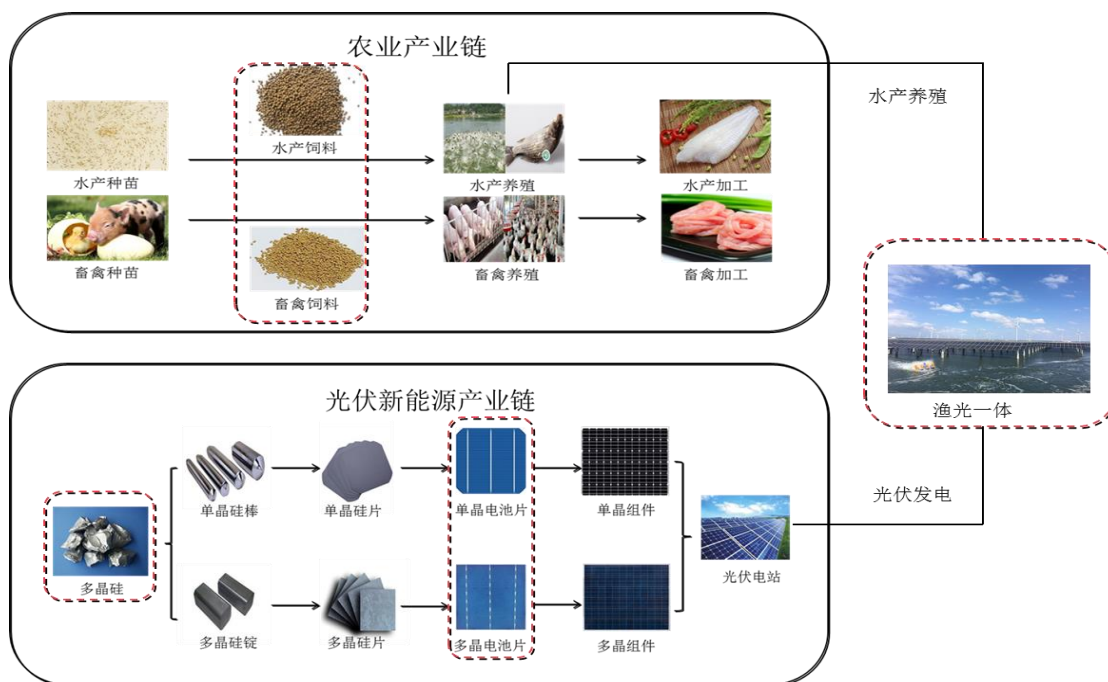 农业产业链
水产养殖
水产饲料
水产种苗
水产养殖
水产加工
畜禽种苗
畜禽饲料
畜禽养殖
畜禽加工
渔光一体
光伏新能源产业链
光伏发电
单晶硅棒
单晶硅片
单晶电池片
单晶组件
多晶硅
光伏电站
多晶硅锭
多晶硅片
多晶电池片
多晶组件